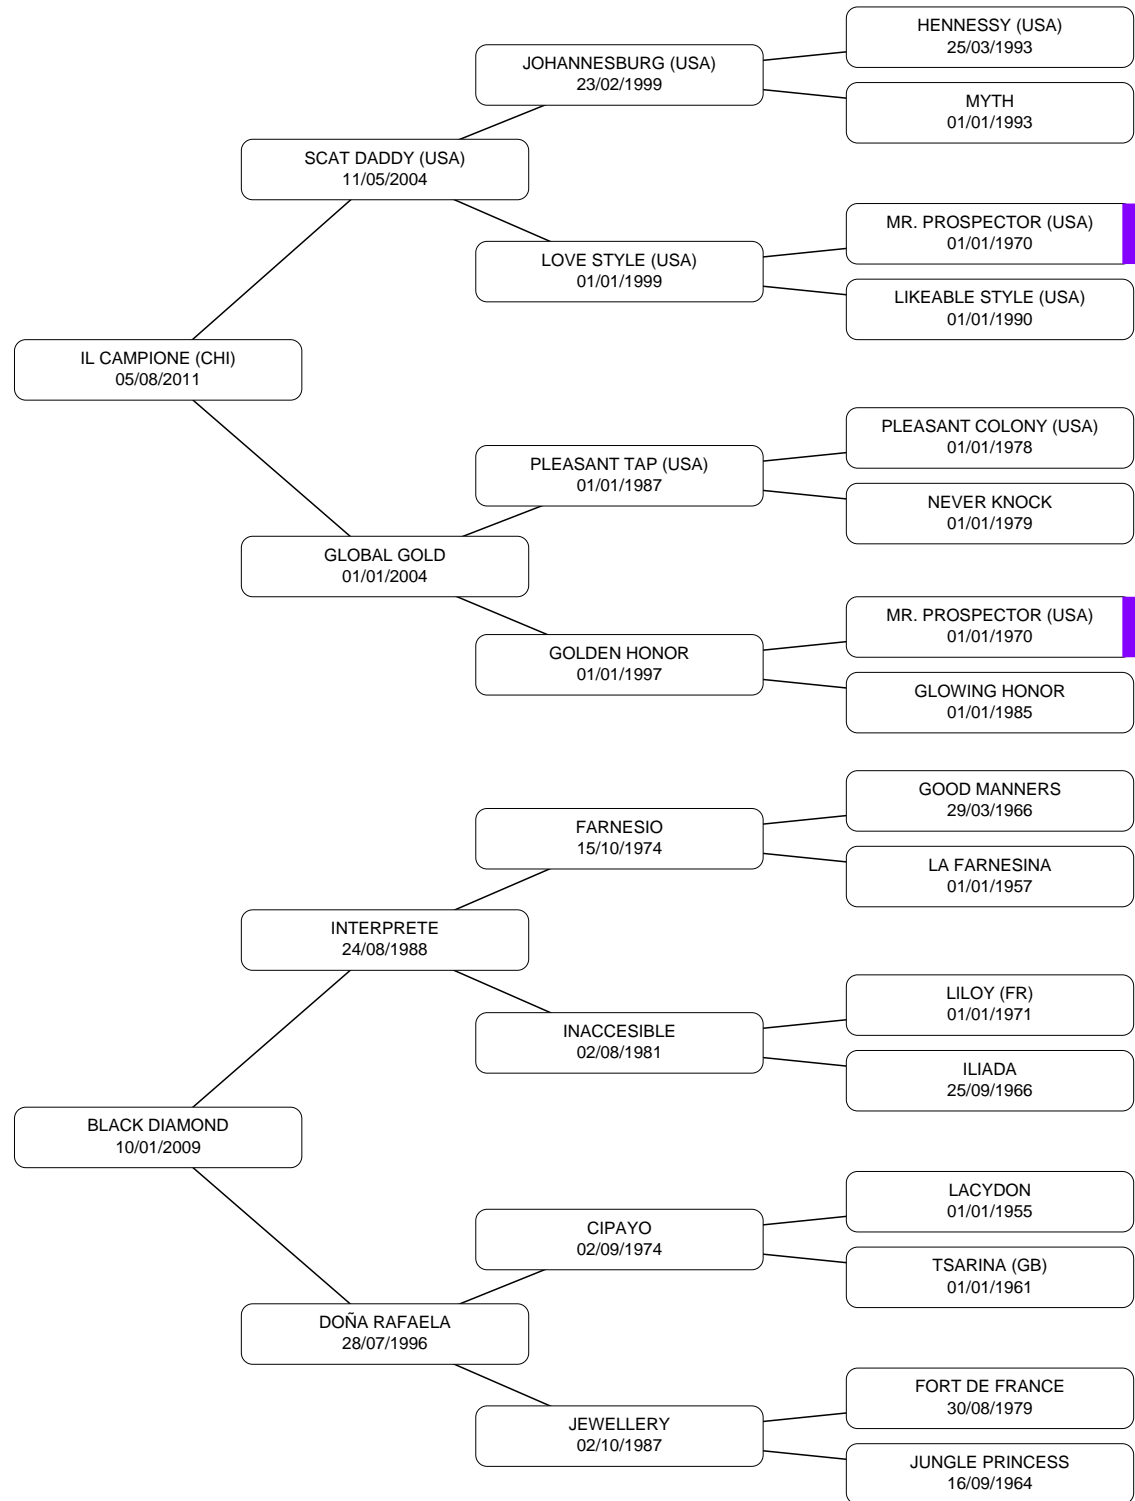 HENNESSY (USA)
25/03/1993
JOHANNESBURG (USA)
23/02/1999
MYTH
01/01/1993
SCAT DADDY (USA)
11/05/2004
MR. PROSPECTOR (USA)
01/01/1970
LOVE STYLE (USA)
01/01/1999
LIKEABLE STYLE (USA)
01/01/1990
IL CAMPIONE (CHI)
05/08/2011
PLEASANT COLONY (USA)
01/01/1978
PLEASANT TAP (USA)
01/01/1987
NEVER KNOCK
01/01/1979
GLOBAL GOLD
01/01/2004
MR. PROSPECTOR (USA)
01/01/1970
GOLDEN HONOR
01/01/1997
GLOWING HONOR
01/01/1985
GOOD MANNERS
29/03/1966
FARNESIO
15/10/1974
LA FARNESINA
01/01/1957
INTERPRETE
24/08/1988
LILOY (FR)
01/01/1971
INACCESIBLE
02/08/1981
ILIADA
25/09/1966
BLACK DIAMOND
10/01/2009
LACYDON
01/01/1955
CIPAYO
02/09/1974
TSARINA (GB)
01/01/1961
DOÑA RAFAELA
28/07/1996
FORT DE FRANCE
30/08/1979
JEWELLERY
02/10/1987
JUNGLE PRINCESS
16/09/1964